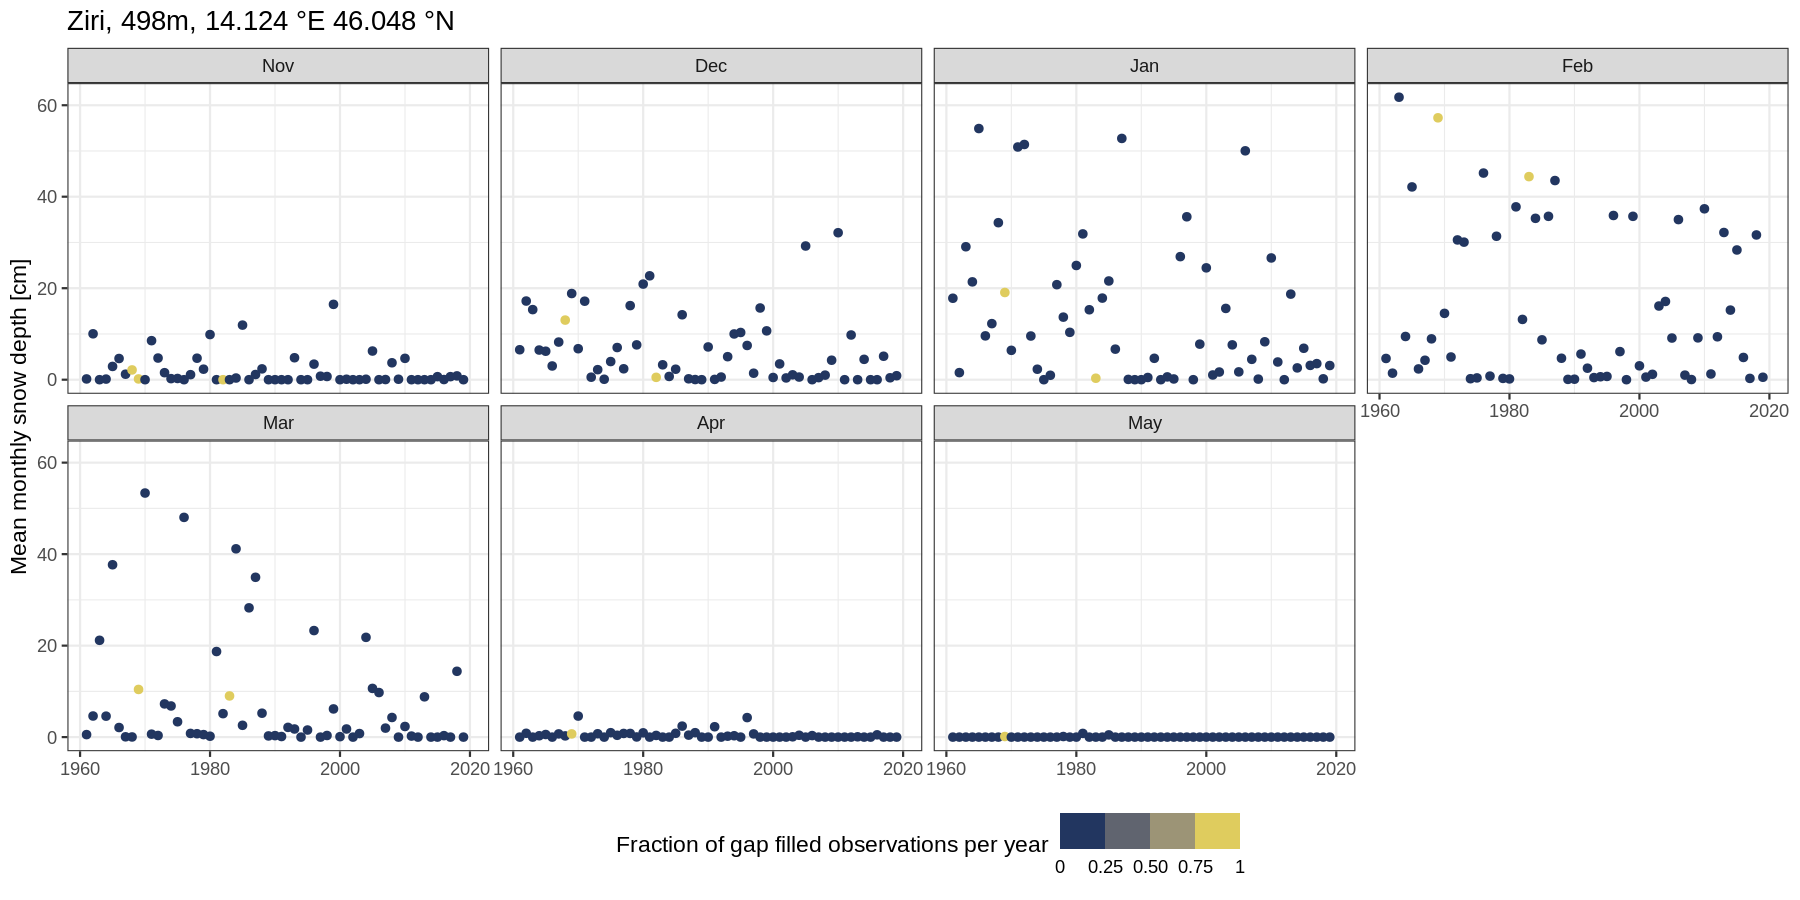 Ziri, 498m, 14.124 °E 46.048 °N
Nov Dec Jan Feb
Mean monthly snow depth [cm]
60
40
20
0
1960 1980 2000 2020
Mar Apr May
60
40
20
0
1960 1980 2000 2020 1960 1980 2000 2020 1960 1980 2000 2020
Fraction of gap filled observations per year
0 0.25 0.50 0.75 1